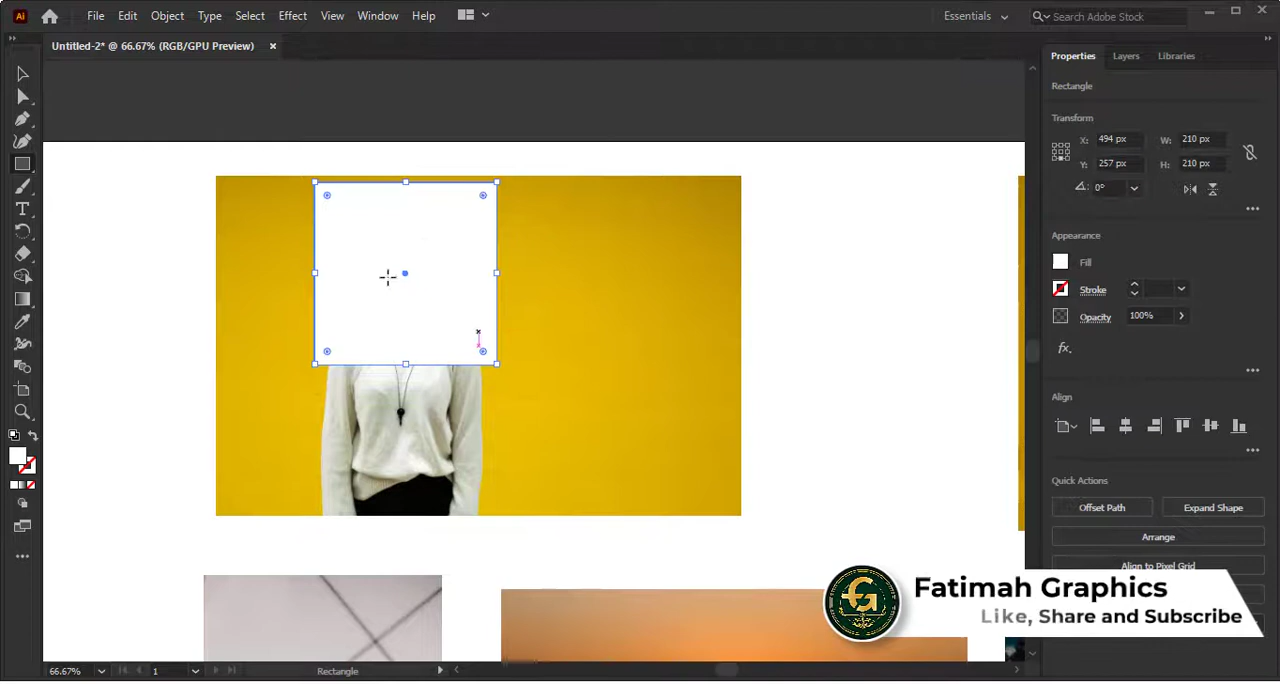 Ai File Edit Object Type Select Effect View Window Help Essentials Search Adobe Stock
Untitled-2* @ 66.67% (RGB/GPU Preview) ×
Properties Layers Libraries
Rectangle
Transform
X: 494 px W: 210 px
Y: 257 px H: 210 px
0°
Appearance
Fill
Stroke
Opacity 100%
fx.
Align
Quick Actions
Offset Path Expand Shape
Arrange
Align to Pixel Grid
Fatimah Graphics
Like, Share and Subscribe
66.67% 1 Rectangle